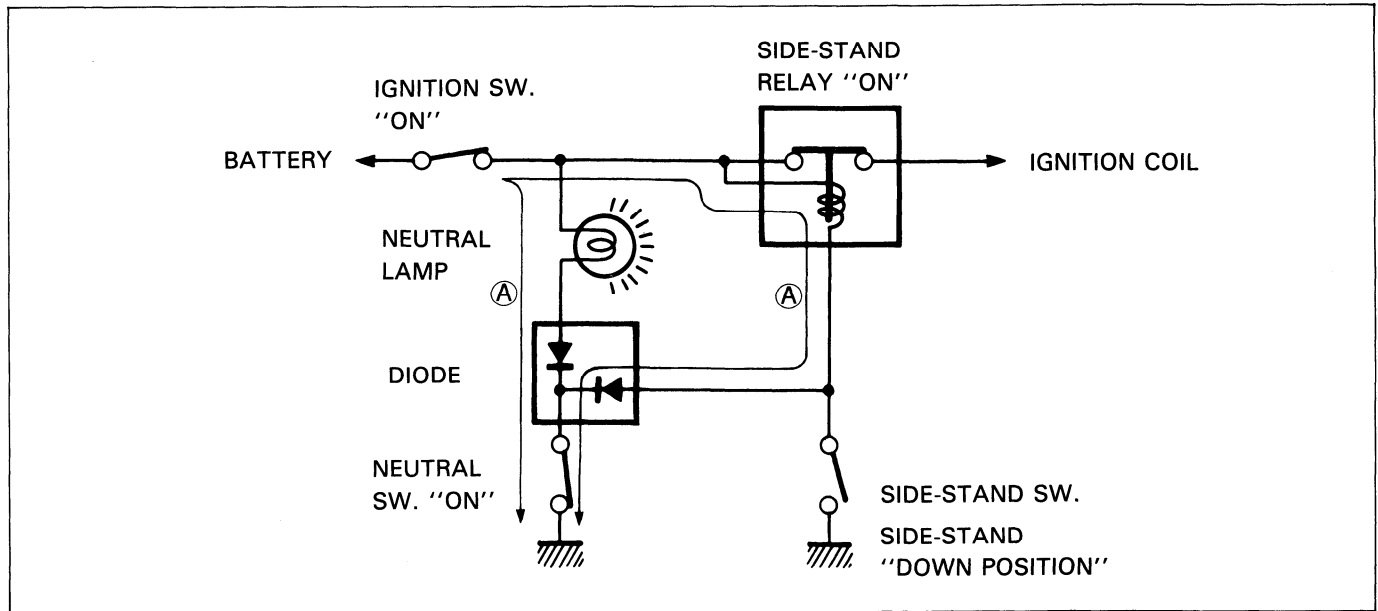 SIDE-STAND
RELAY "ON"
IGNITION SW.
"ON"
BATTERY
IGNITION COIL
NEUTRAL
LAMP
A
A
DIODE
NEUTRAL
SW. "ON"
SIDE-STAND SW.
SIDE-STAND
"DOWN POSITION"